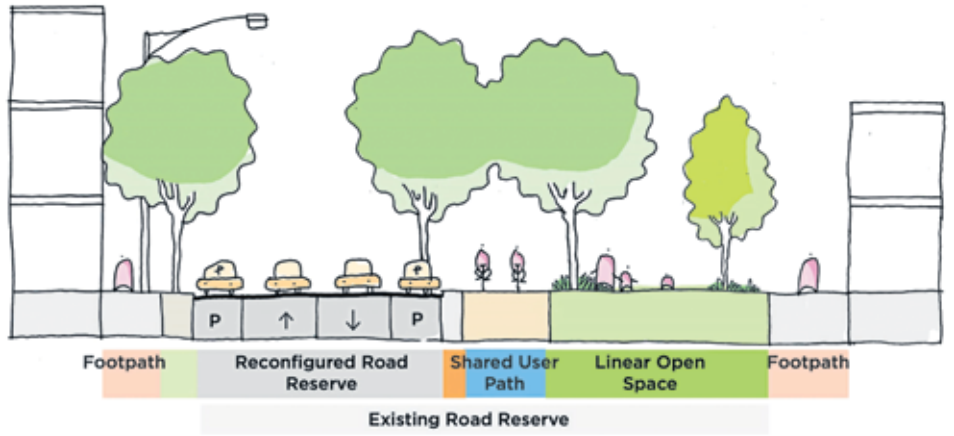 P
P
P ↑ ↓ P
Footpath
Reconfigured Road
Reserve
Shared User
Path
Linear Open
Space
Footpath
Existing Road Reserve